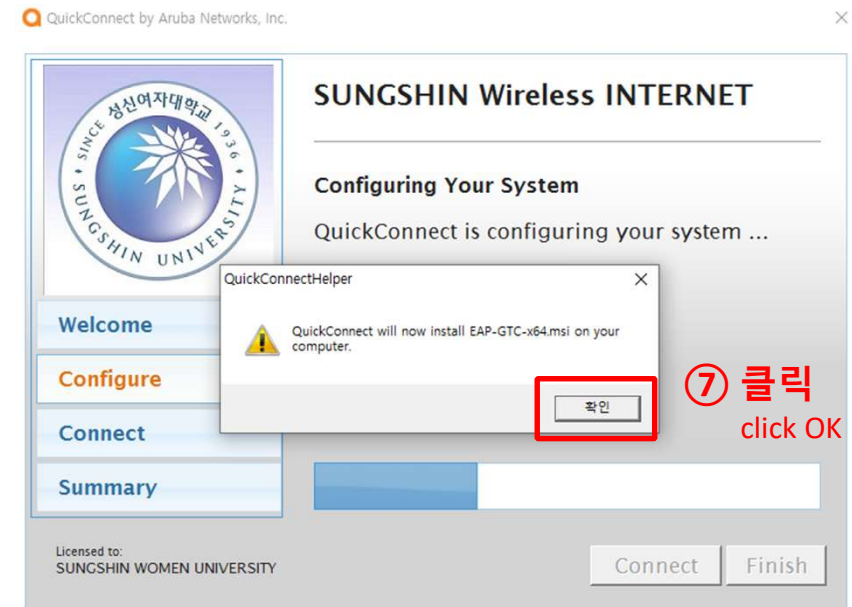 QuickConnect by Aruba Networks, Inc.
SINCE 성신여자대학교 1936
SUNGSHIN UNIVERSITY
SUNGSHIN Wireless INTERNET
Configuring Your System
QuickConnect is configuring your system ...
QuickConnectHelper
QuickConnect will now install EAP-GTC-x64.msi on your
computer.
확인
⑦ 클릭
click OK
Welcome
Configure
Connect
Summary
Licensed to:
SUNGSHIN WOMEN UNIVERSITY
Connect
Finish